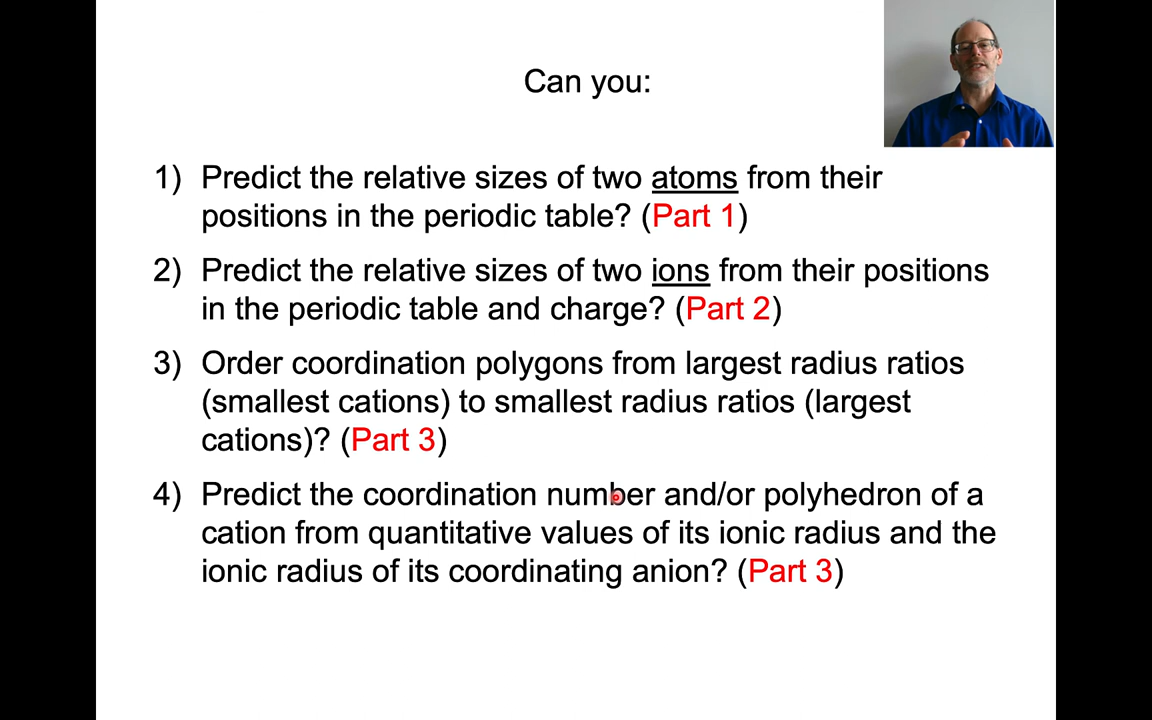 Can you:
1) Predict the relative sizes of two atoms from their
positions in the periodic table? (Part 1)
2) Predict the relative sizes of two ions from their positions
in the periodic table and charge? (Part 2)
3) Order coordination polygons from largest radius ratios
(smallest cations) to smallest radius ratios (largest
cations)? (Part 3)
4) Predict the coordination number and/or polyhedron of a
cation from quantitative values of its ionic radius and the
ionic radius of its coordinating anion? (Part 3)